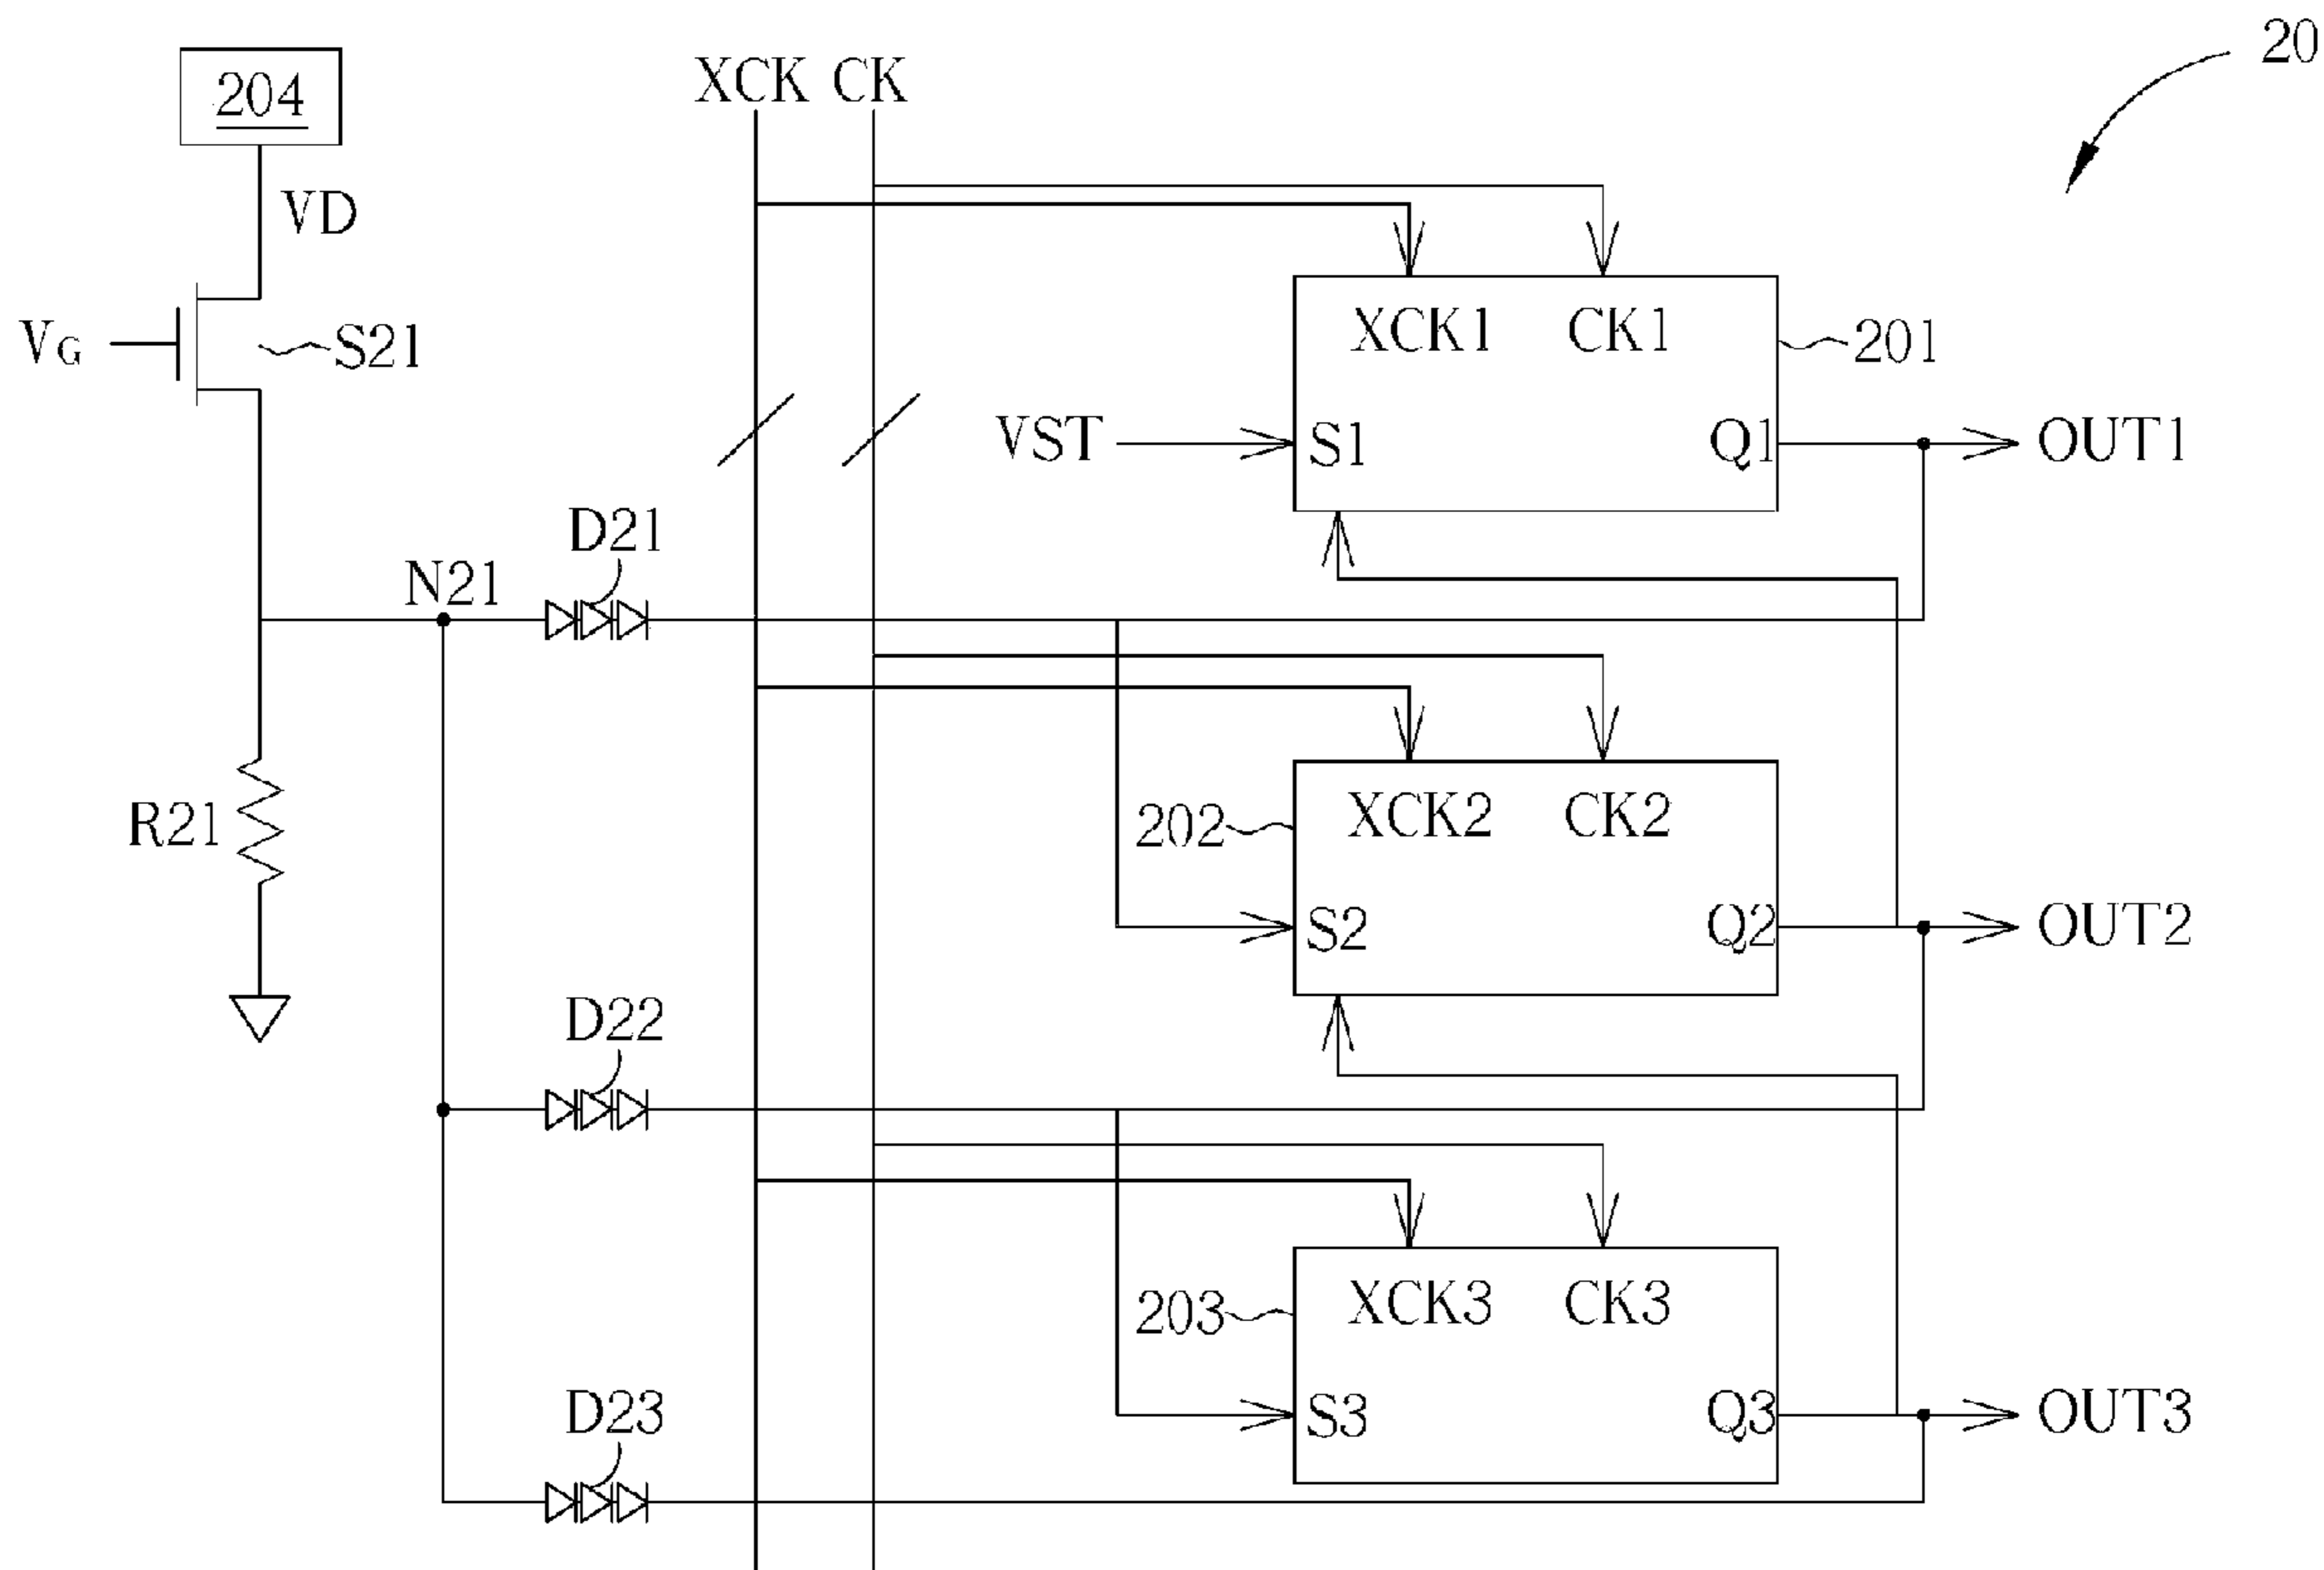 20
204
XCK CK
VD
VG
S21
XCK1 CK1
201
VST
S1 Q1
OUT1
D21
N21
R21
202
XCK2 CK2
S2 Q2
OUT2
D22
203
XCK3 CK3
D23
S3 Q3
OUT3